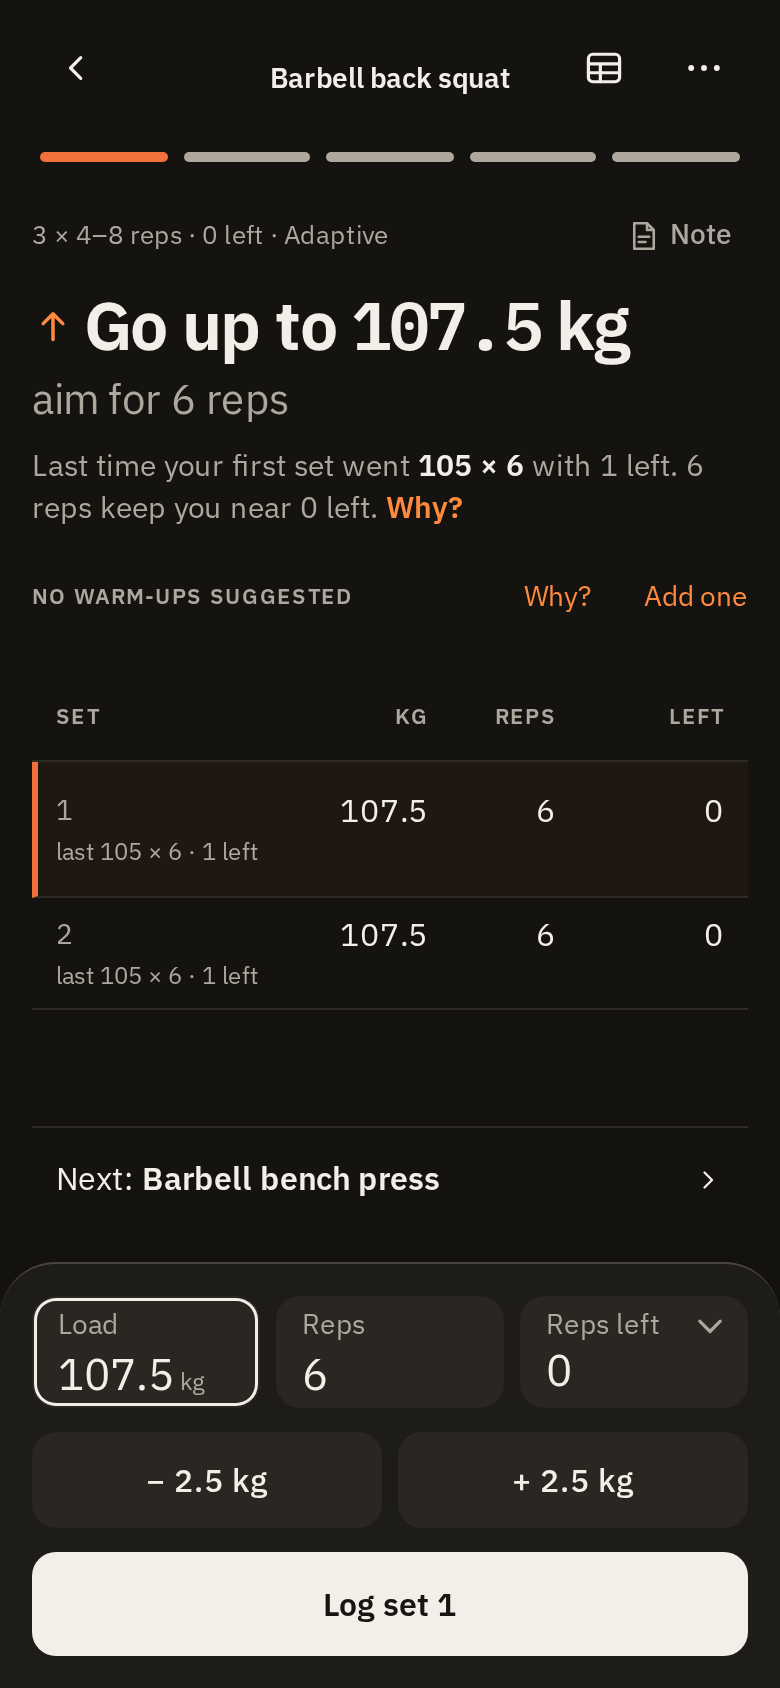 Barbell back squat
3 × 4–8 reps · 0 left · Adaptive
Note
↑ Go up to 107.5 kg
aim for 6 reps
Last time your first set went 105 × 6 with 1 left. 6
reps keep you near 0 left. Why?
NO WARM-UPS SUGGESTED Why? Add one
SET KG REPS LEFT
1 107.5 6 0
last 105 × 6 · 1 left
2 107.5 6 0
last 105 × 6 · 1 left
Next: Barbell bench press
Load Reps Reps left
107.5 kg 6 0
− 2.5 kg + 2.5 kg
Log set 1